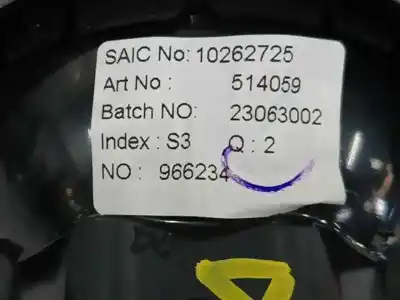 SAIC No: 10262725
Art No : 514059
Batch NO: 23063002
Index : S3 Q : 2
NO : 966234